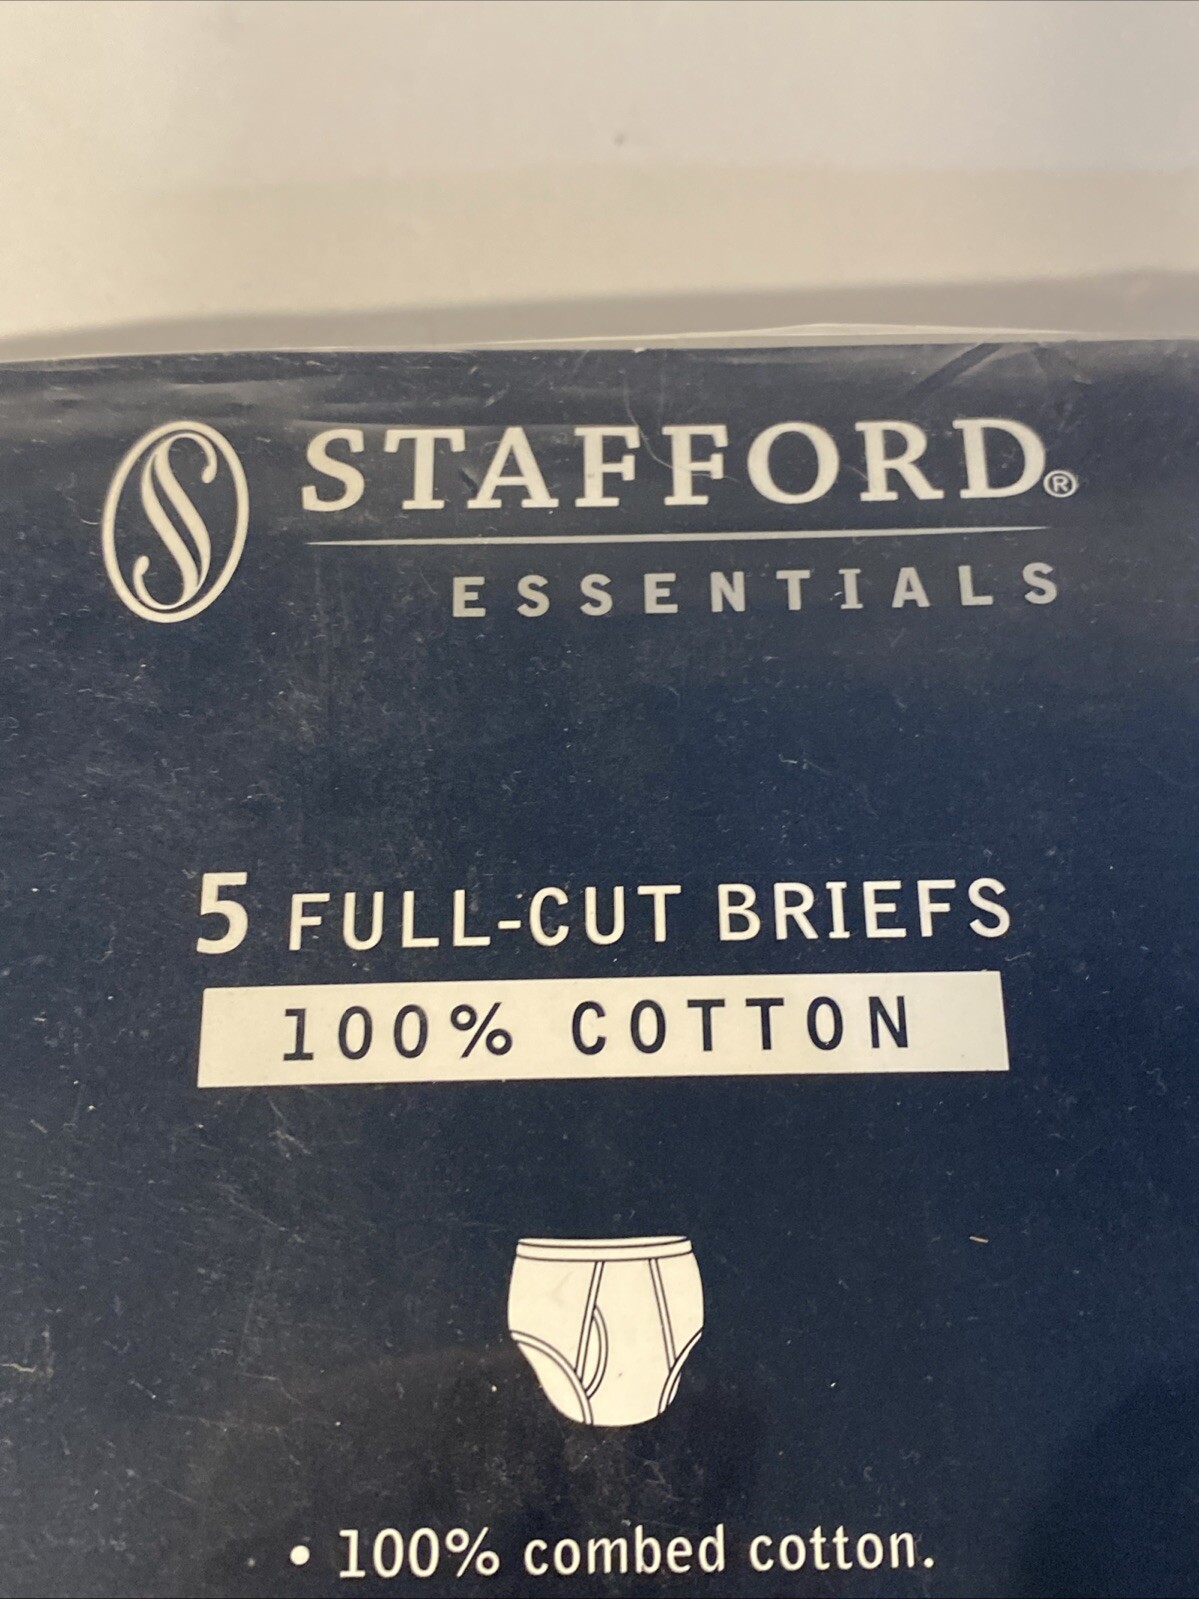 S STAFFORD®
ESSENTIALS
5 FULL-CUT BRIEFS
100% COTTON
• 100% combed cotton.